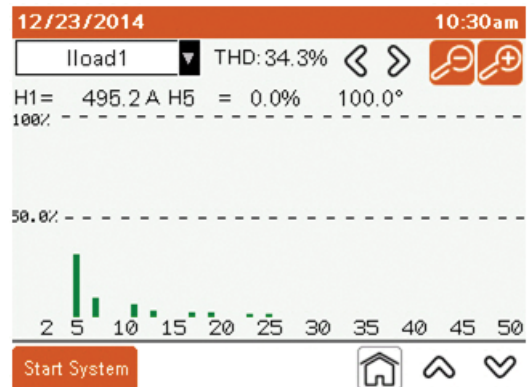 12/23/2014 10:30am
Iload1 THD: 34.3%
H1= 495.2 A H5 = 0.0% 100.0°
100%
50.0%
2 5 10 15 20 25 30 35 40 45 50
Start System